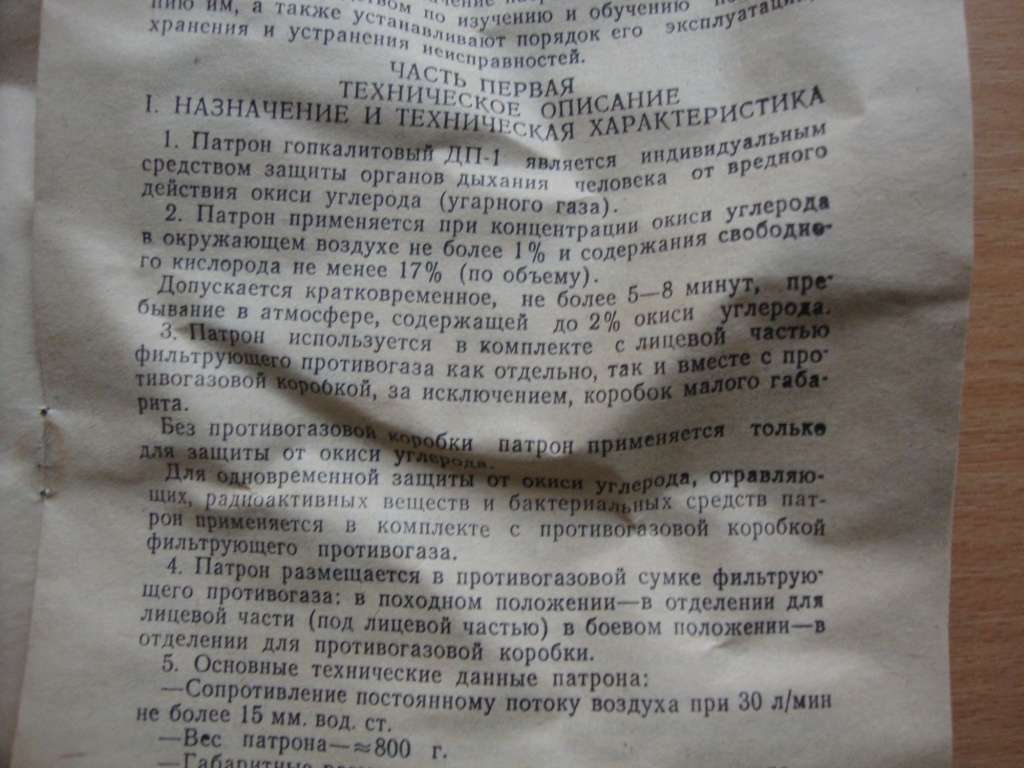 нию им, а также устанавливают порядок его эксплуатации,
хранения и устранения неисправностей.
ЧАСТЬ ПЕРВАЯ
ТЕХНИЧЕСКОЕ ОПИСАНИЕ
I. НАЗНАЧЕНИЕ И ТЕХНИЧЕСКАЯ ХАРАКТЕРИСТИКА
1. Патрон гопкалитовый ДП-1 является индивидуальным
средством защиты органов дыхания человека от вредного
действия окиси углерода (угарного газа).
2. Патрон применяется при концентрации окиси углерода
в окружающем воздухе не более 1% и содержания свободно-
го кислорода не менее 17% (по объему).
Допускается кратковременное, не более 5—8 минут, пре-
бывание в атмосфере, содержащей до 2% окиси углерода.
3. Патрон используется в комплекте с лицевой частью
фильтрующего противогаза как отдельно, так и вместе с про-
тивогазовой коробкой, за исключением, коробок малого габа-
рита.
Без противогазовой коробки патрон применяется только
для защиты от окиси углерода.
Для одновременной защиты от окиси углерода, отравляю-
щих, радиоактивных веществ и бактериальных средств пат-
рон применяется в комплекте с противогазовой коробкой
фильтрующего противогаза.
4. Патрон размещается в противогазовой сумке фильтрую-
щего противогаза: в походном положении—в отделении для
лицевой части (под лицевой частью) в боевом положении—в
отделении для противогазовой коробки.
5. Основные технические данные патрона:
—Сопротивление постоянному потоку воздуха при 30 л/мин
не более 15 мм. вод. ст.
—Вес патрона—≈800 г.
—Габаритные